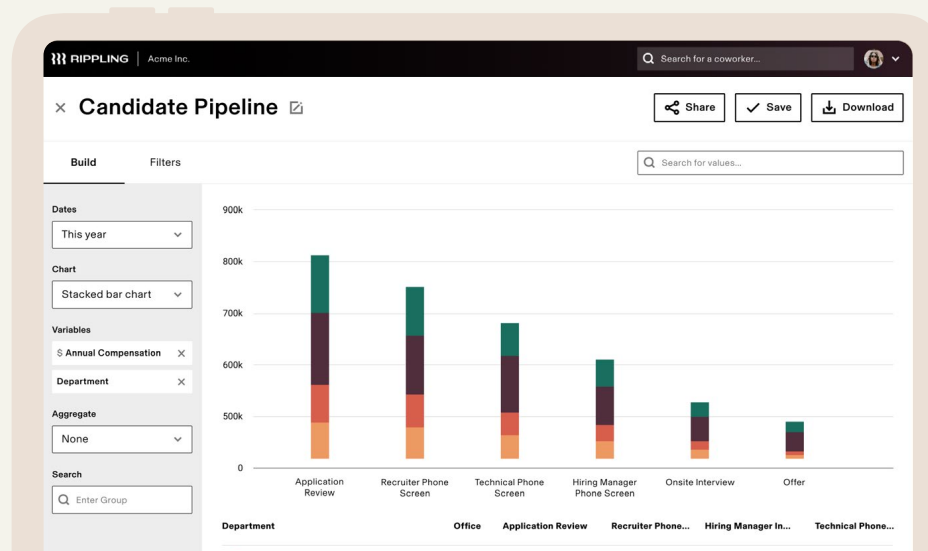 RIPPLING Acme Inc. Search for a coworker...
Candidate Pipeline Share Save Download
Build Filters Search for values...
Dates
This year
Chart
Stacked bar chart
Variables
$ Annual Compensation
Department
Aggregate
None
Search
Enter Group
900k
800k
700k
600k
500k
0
Application Review
Recruiter Phone Screen
Technical Phone Screen
Hiring Manager Phone Screen
Onsite Interview
Offer
Department Office Application Review Recruiter Phone... Hiring Manager In... Technical Phone...